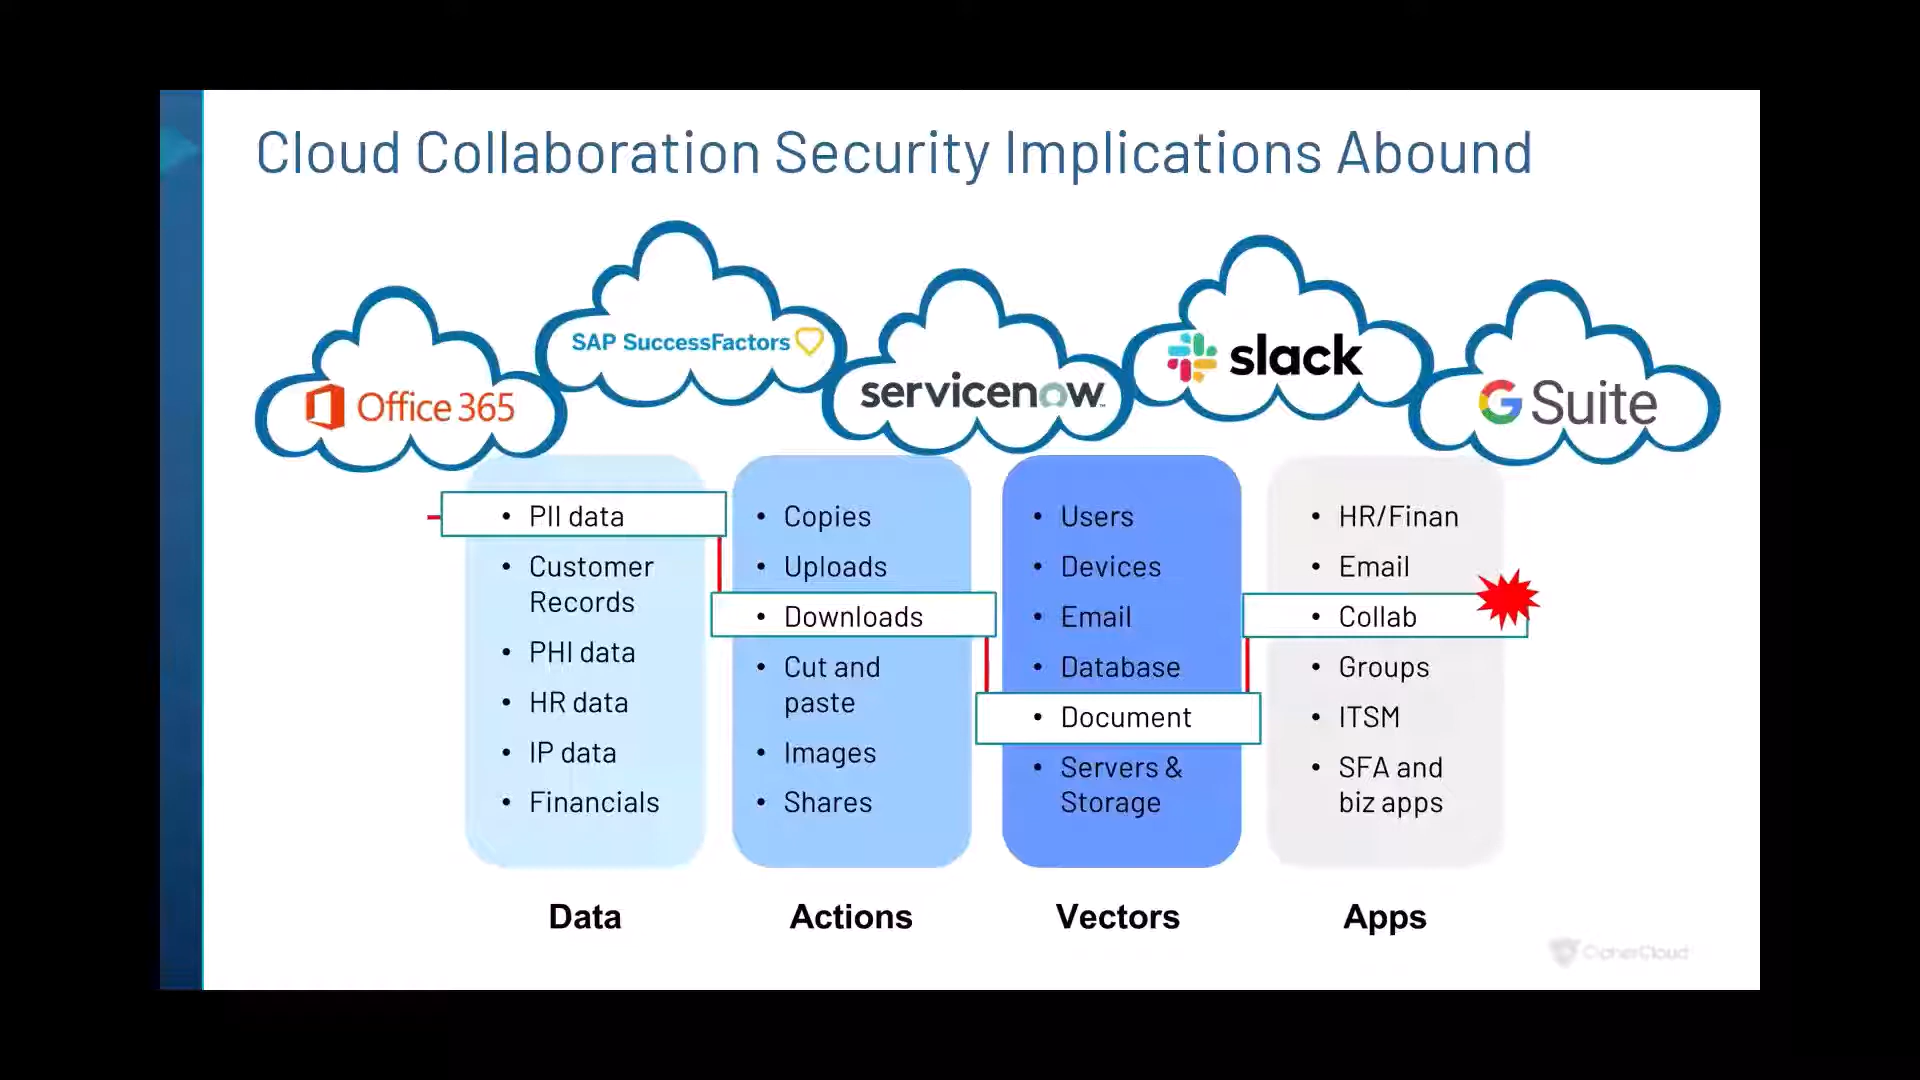 Cloud Collaboration Security Implications Abound
Office 365
SAP SuccessFactors
servicenow
slack
G Suite
• PII data
• Customer
Records
• PHI data
• HR data
• IP data
• Financials
Data
• Copies
• Uploads
• Downloads
• Cut and
paste
• Images
• Shares
Actions
• Users
• Devices
• Email
• Database
• Document
• Servers &
Storage
Vectors
• HR/Finan
• Email
• Collab
• Groups
• ITSM
• SFA and
biz apps
Apps
CipherCloud